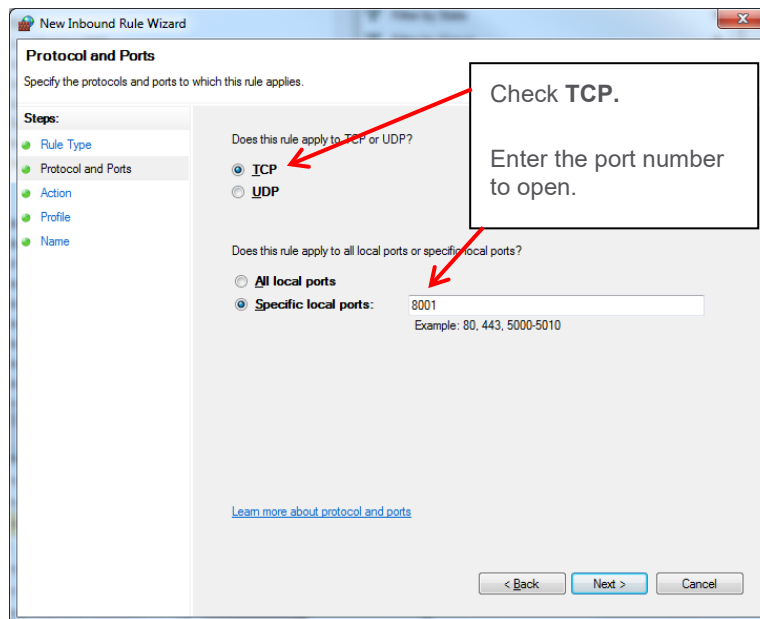 New Inbound Rule Wizard
Protocol and Ports
Specify the protocols and ports to which this rule applies.
Steps:
Rule Type
Protocol and Ports
Action
Profile
Name
Does this rule apply to TCP or UDP?
TCP
UDP
Check TCP.
Enter the port number
to open.
Does this rule apply to all local ports or specific local ports?
All local ports
Specific local ports:
8001
Example: 80, 443, 5000-5010
Learn more about protocol and ports
< Back
Next >
Cancel